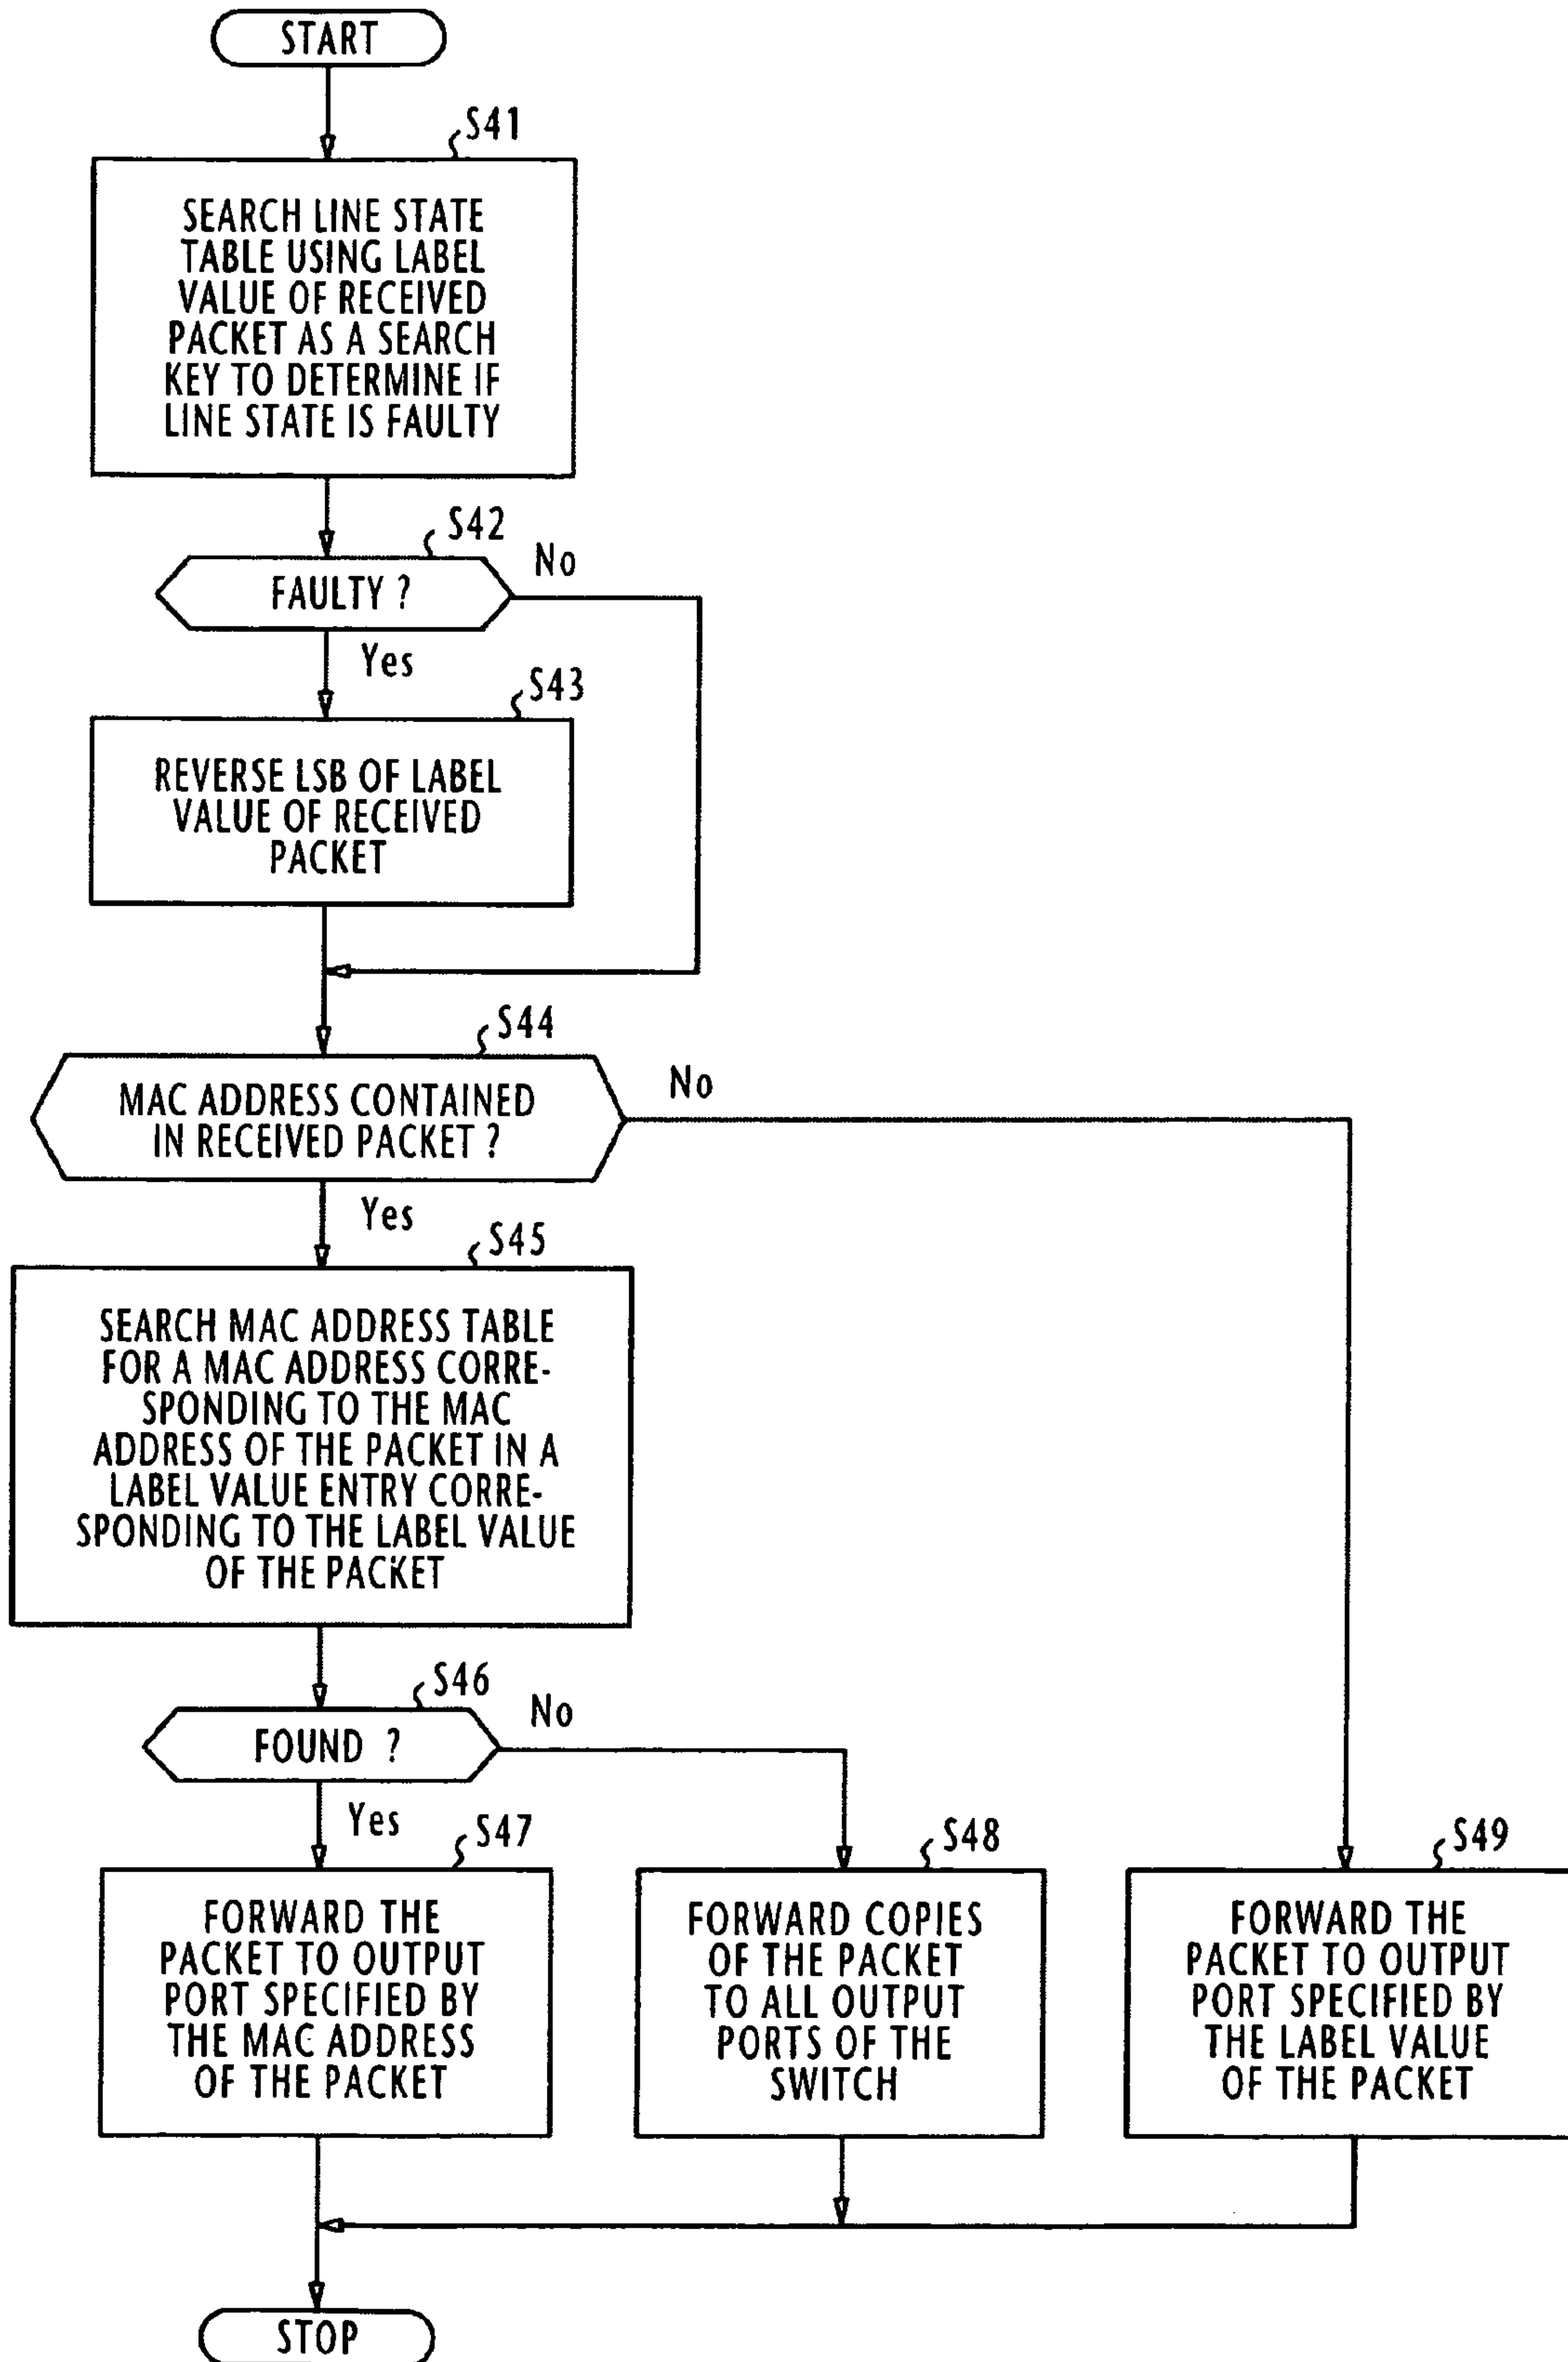 START
S41
SEARCH LINE STATE
TABLE USING LABEL
VALUE OF RECEIVED
PACKET AS A SEARCH
KEY TO DETERMINE IF
LINE STATE IS FAULTY
S42
FAULTY ?
No
Yes
S43
REVERSE LSB OF LABEL
VALUE OF RECEIVED
PACKET
S44
MAC ADDRESS CONTAINED
IN RECEIVED PACKET ?
No
Yes
S45
SEARCH MAC ADDRESS TABLE
FOR A MAC ADDRESS CORRE-
SPONDING TO THE MAC
ADDRESS OF THE PACKET IN A
LABEL VALUE ENTRY CORRE-
SPONDING TO THE LABEL VALUE
OF THE PACKET
S46
FOUND ?
No
Yes
S47
FORWARD THE
PACKET TO OUTPUT
PORT SPECIFIED BY
THE MAC ADDRESS
OF THE PACKET
S48
FORWARD COPIES
OF THE PACKET
TO ALL OUTPUT
PORTS OF THE
SWITCH
S49
FORWARD THE
PACKET TO OUTPUT
PORT SPECIFIED BY
THE LABEL VALUE
OF THE PACKET
STOP